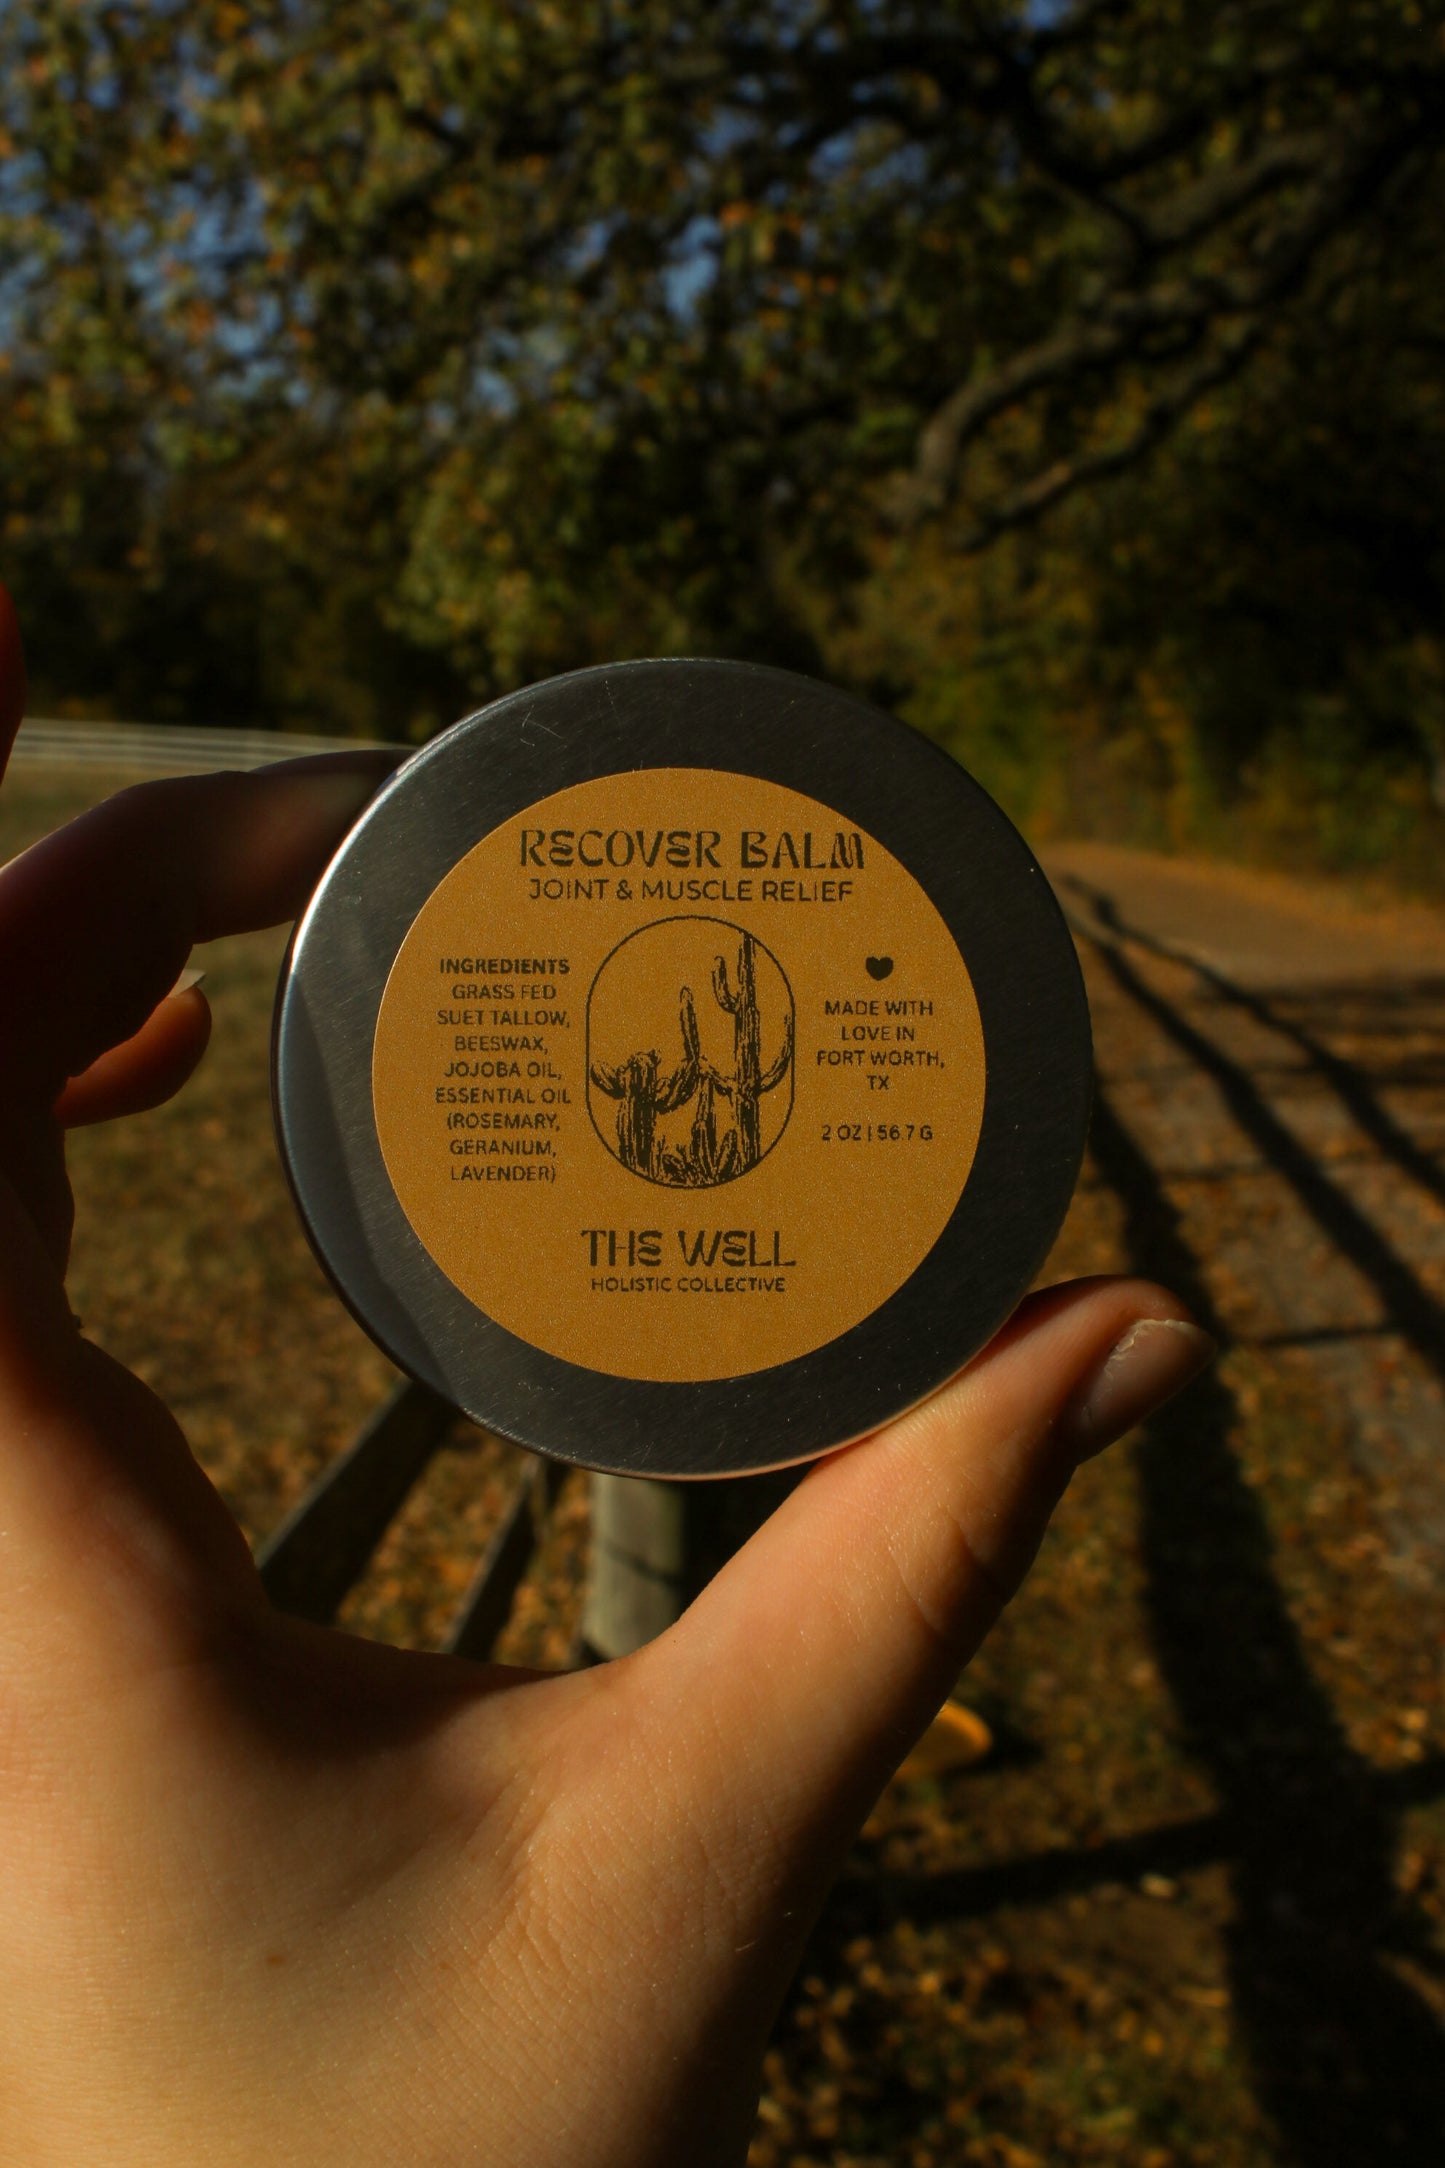 RECOVER BALM
JOINT & MUSCLE RELIEF
INGREDIENTS
GRASS FED
SUET TALLOW,
BEESWAX,
JOJOBA OIL,
ESSENTIAL OIL
(ROSEMARY,
GERANIUM,
LAVENDER)
MADE WITH
LOVE IN
FORT WORTH,
TX
2 OZ | 56.7 G
THE WELL
HOLISTIC COLLECTIVE